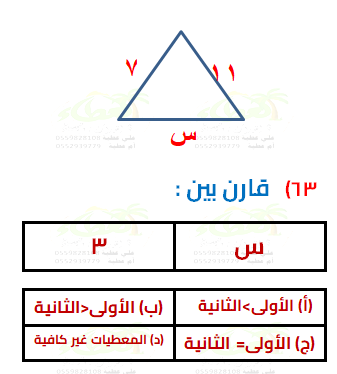 ٧ ١١
س
٦٣) قارن بين :
س ٣
(أ) الأولى>الثانية (ب) الأولى<الثانية
(ج) الأولى= الثانية (د) المعطيات غير كافية